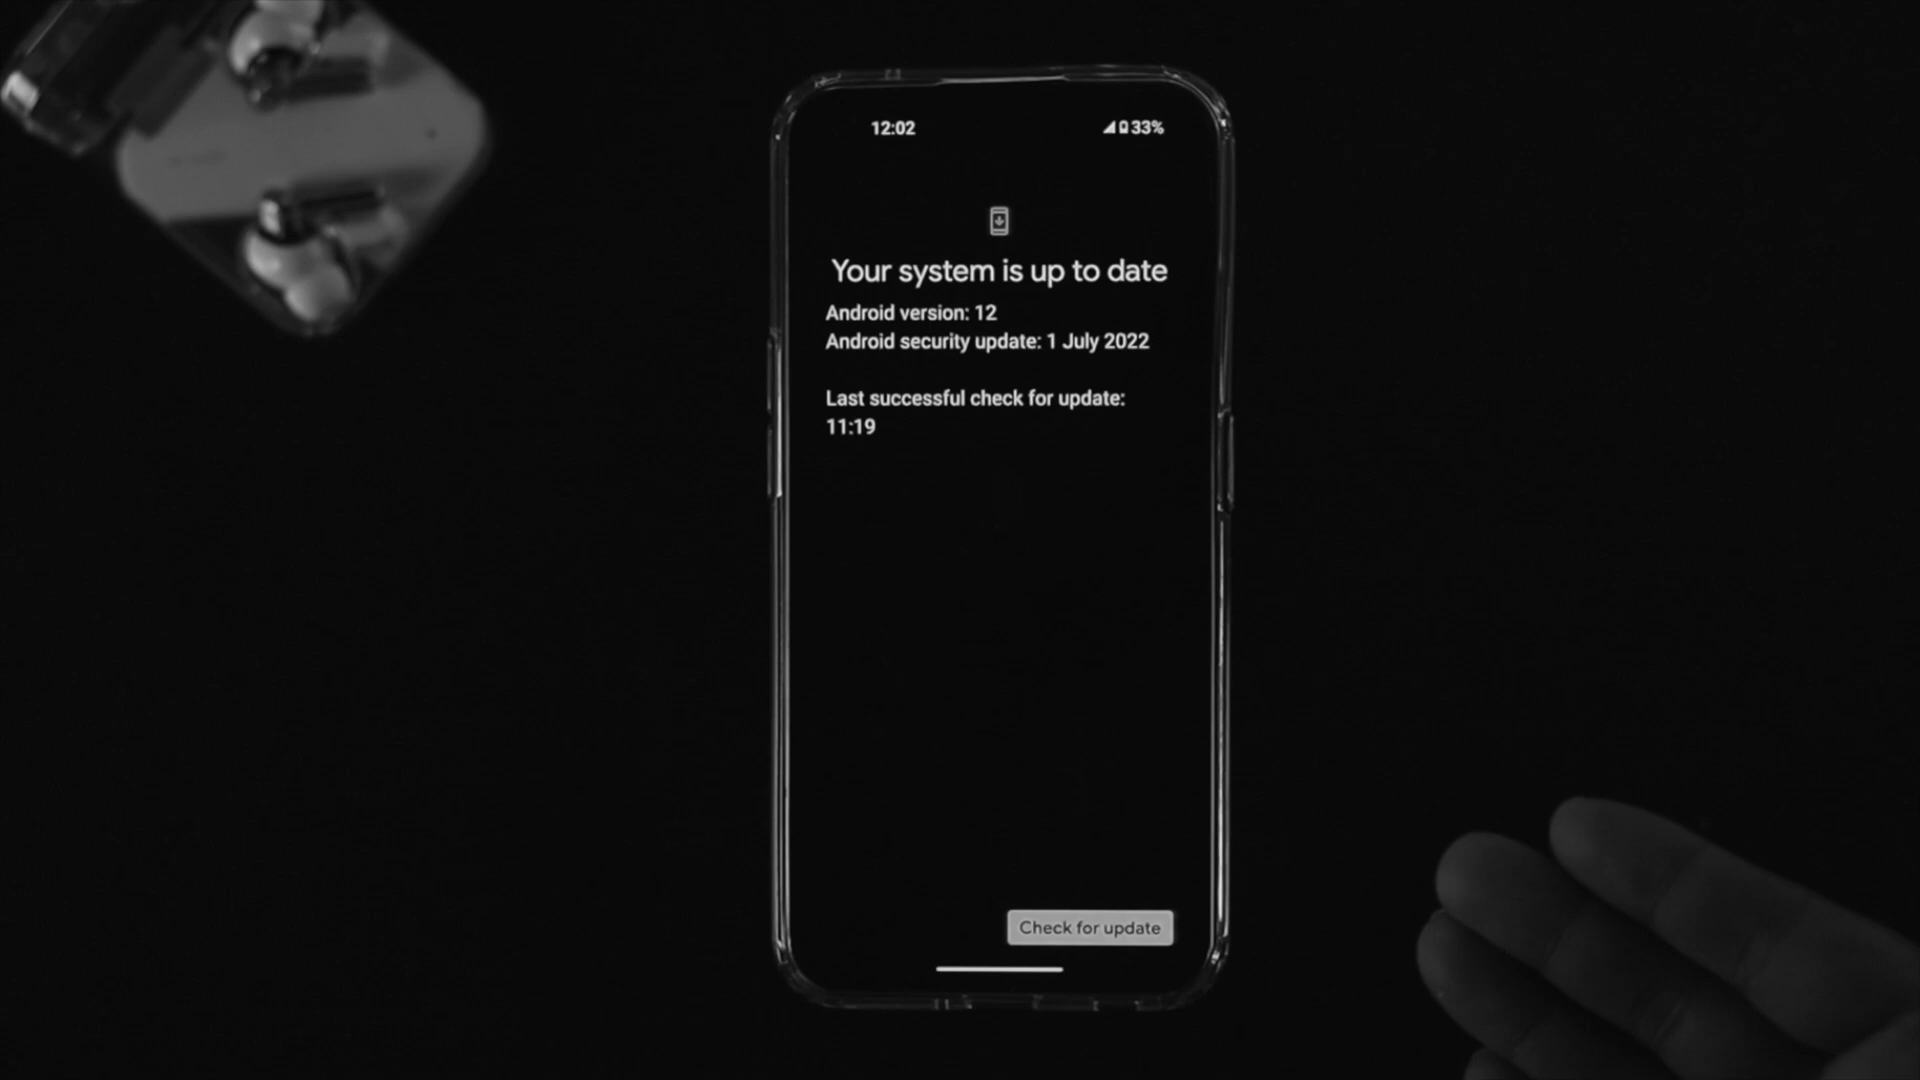 12:02 33%
Your system is up to date
Android version: 12
Android security update: 1 July 2022
Last successful check for update:
11:19
Check for update